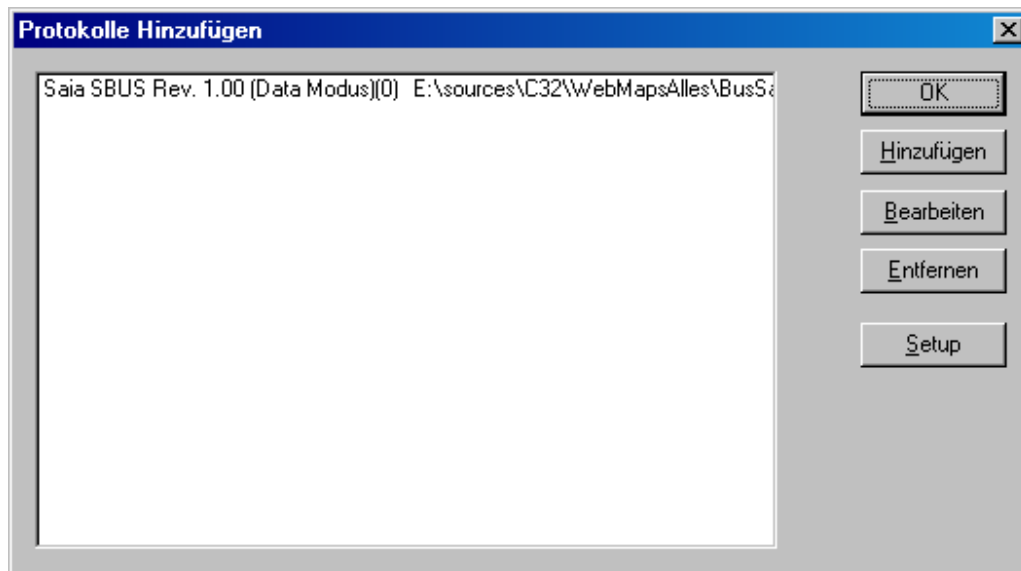 Protokolle Hinzufügen
Saia SBUS Rev. 1.00 (Data Modus)(0) E:\sources\C32\WebMapsAlles\BusSa
OK
Hinzufügen
Bearbeiten
Entfernen
Setup